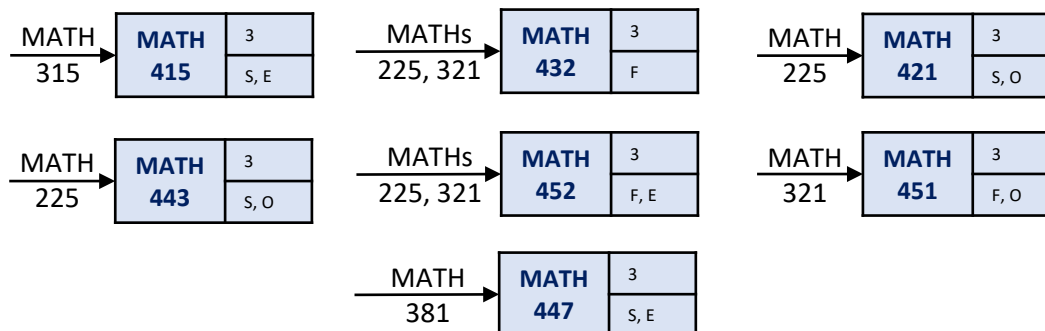 MATH
315
MATH
415
3
S, E
MATHs
225, 321
MATH
432
3
F
MATH
225
MATH
421
3
S, O
MATH
225
MATH
443
3
S, O
MATHs
225, 321
MATH
452
3
F, E
MATH
321
MATH
451
3
F, O
MATH
381
MATH
447
3
S, E